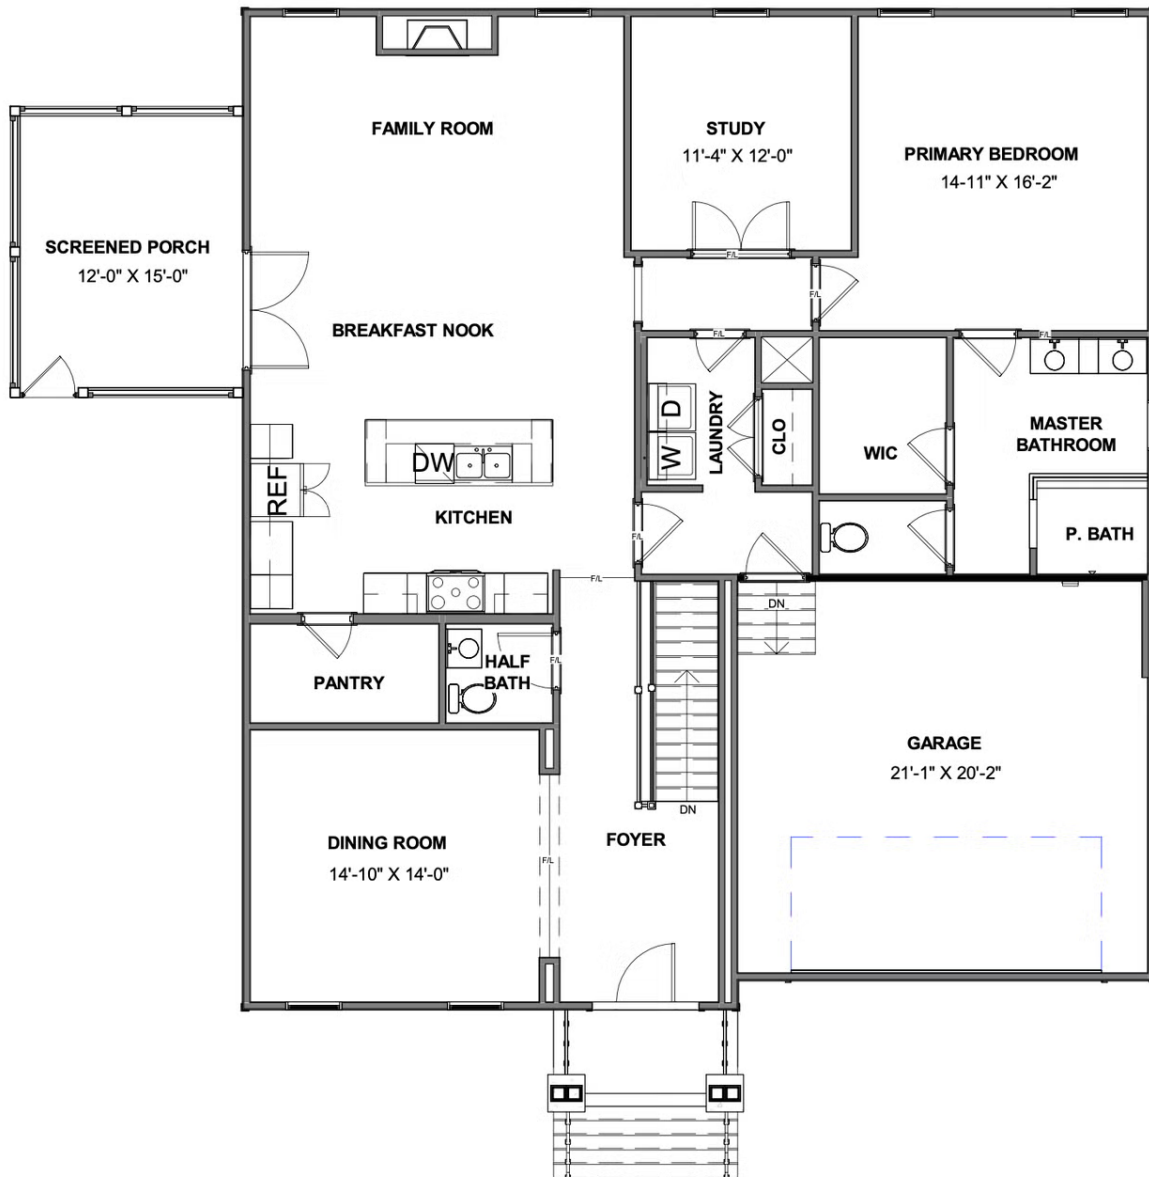 FAMILY ROOM
STUDY
11'-4" X 12'-0"
PRIMARY BEDROOM
14-11" X 16'-2"
SCREENED PORCH
12'-0" X 15'-0"
F/L
F/L
BREAKFAST NOOK
F/L
F/L
D
W
LAUNDRY
CLO
WIC
MASTER
BATHROOM
DW
REF
KITCHEN
F/L
P. BATH
F/L
DN
HALF
BATH
F/L
PANTRY
GARAGE
21'-1" X 20'-2"
DN
DINING ROOM
14'-10" X 14'-0"
F/L
FOYER